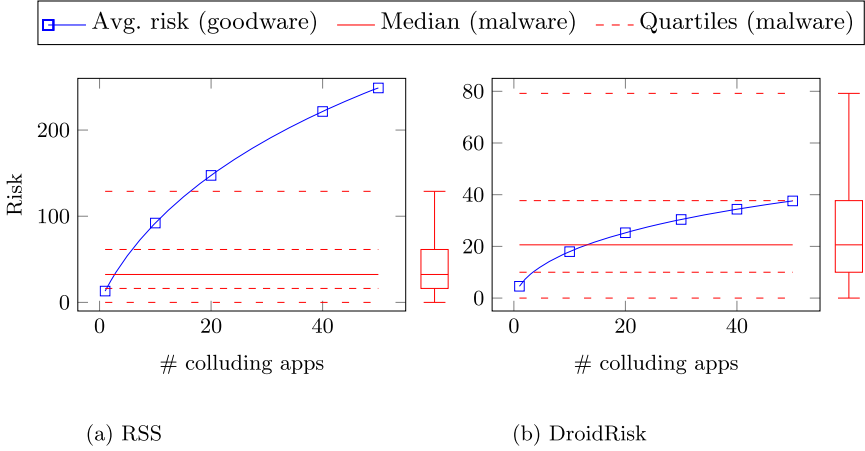 Avg. risk (goodware) Median (malware) Quartiles (malware)
Risk
200
100
0
0 20 40
# colluding apps
(a) RSS
80
60
40
20
0
0 20 40
# colluding apps
(b) DroidRisk